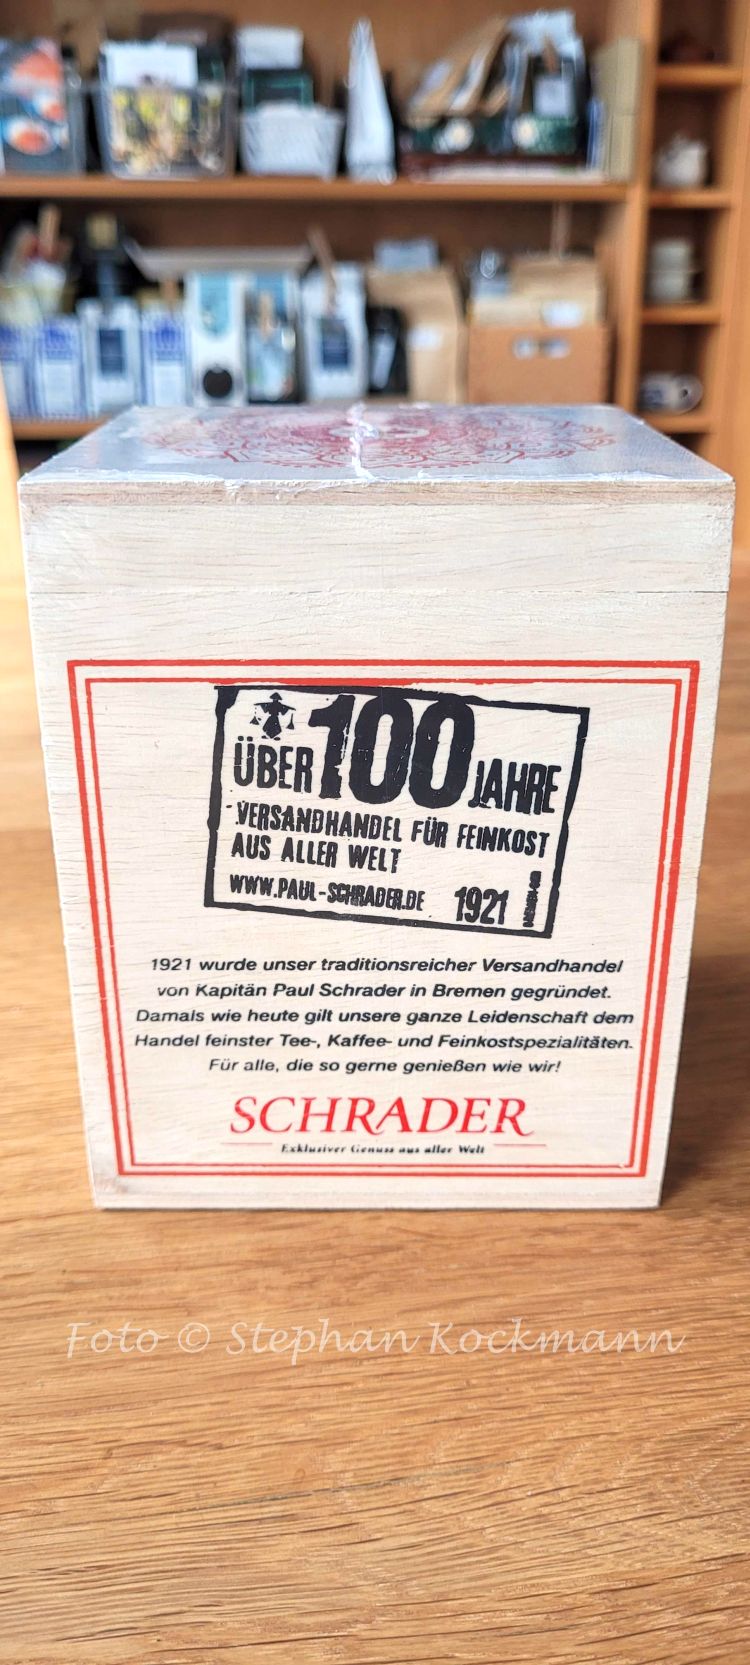 ÜBER 100 JAHRE
VERSANDHANDEL FÜR FEINKOST
AUS ALLER WELT
WWW.PAUL-SCHRADER.DE 1921
1921 wurde unser traditionsreicher Versandhandel
von Kapitän Paul Schrader in Bremen gegründet.
Damals wie heute gilt unsere ganze Leidenschaft dem
Handel feinster Tee-, Kaffee- und Feinkostspezialitäten.
Für alle, die so gerne genießen wie wir!
SCHRADER
Exklusiver Genuss aus aller Welt
Foto © Stephan Kockmann